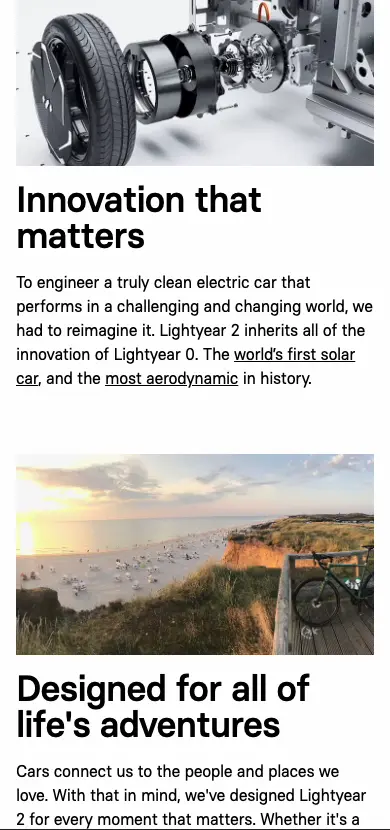 Innovation that
matters
To engineer a truly clean electric car that
performs in a challenging and changing world, we
had to reimagine it. Lightyear 2 inherits all of the
innovation of Lightyear 0. The world’s first solar
car, and the most aerodynamic in history.
Designed for all of
life's adventures
Cars connect us to the people and places we
love. With that in mind, we've designed Lightyear
2 for every moment that matters. Whether it's a